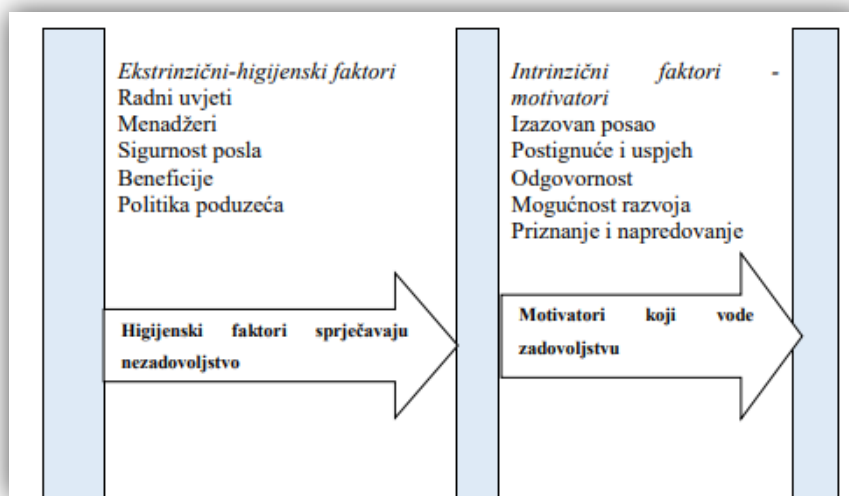 Ekstrinzični-higijenski faktori
Radni uvjeti
Menadžeri
Sigurnost posla
Beneficije
Politika poduzeća
Higijenski faktori sprječavaju
nezadovoljstvo
Intrinzični faktori -
motivatori
Izazovan posao
Postignuće i uspjeh
Odgovornost
Mogućnost razvoja
Priznanje i napredovanje
Motivatori koji vode
zadovoljstvu